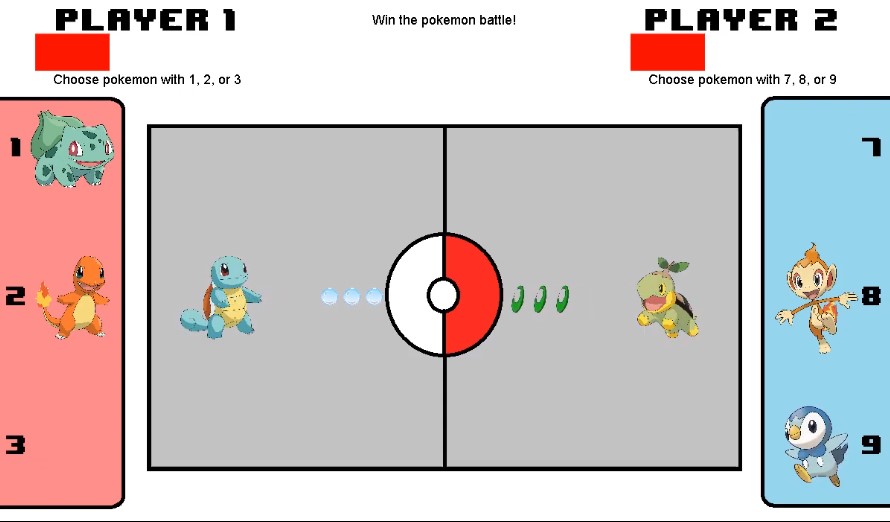 PLAYER 1
Win the pokemon battle!
PLAYER 2
Choose pokemon with 1, 2, or 3
Choose pokemon with 7, 8, or 9
1
7
2
8
3
9